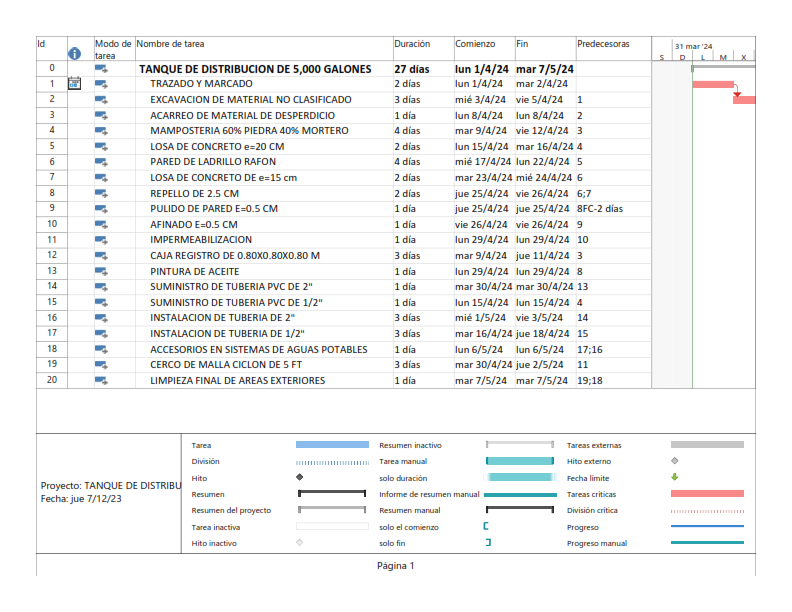 Id Modo de tarea Nombre de tarea Duración Comienzo Fin Predecesoras 31 mar '24
S D L M X
0 TANQUE DE DISTRIBUCION DE 5,000 GALONES 27 días lun 1/4/24 mar 7/5/24
1 TRAZADO Y MARCADO 2 días lun 1/4/24 mar 2/4/24
2 EXCAVACION DE MATERIAL NO CLASIFICADO 3 días mié 3/4/24 vie 5/4/24 1
3 ACARREO DE MATERIAL DE DESPERDICIO 1 día lun 8/4/24 lun 8/4/24 2
4 MAMPOSTERIA 60% PIEDRA 40% MORTERO 4 días mar 9/4/24 vie 12/4/24 3
5 LOSA DE CONCRETO e=20 CM 2 días lun 15/4/24 mar 16/4/24 4
6 PARED DE LADRILLO RAFON 4 días mié 17/4/24 lun 22/4/24 5
7 LOSA DE CONCRETO DE e=15 cm 2 días mar 23/4/24 mié 24/4/24 6
8 REPELLO DE 2.5 CM 2 días jue 25/4/24 vie 26/4/24 6;7
9 PULIDO DE PARED E=0.5 CM 1 día jue 25/4/24 jue 25/4/24 8FC-2 días
10 AFINADO E=0.5 CM 1 día vie 26/4/24 vie 26/4/24 9
11 IMPERMEABILIZACION 1 día lun 29/4/24 lun 29/4/24 10
12 CAJA REGISTRO DE 0.80X0.80X0.80 M 3 días mar 9/4/24 jue 11/4/24 3
13 PINTURA DE ACEITE 1 día lun 29/4/24 lun 29/4/24 8
14 SUMINISTRO DE TUBERIA PVC DE 2" 1 día mar 30/4/24 mar 30/4/24 13
15 SUMINISTRO DE TUBERIA PVC DE 1/2" 1 día lun 15/4/24 lun 15/4/24 4
16 INSTALACION DE TUBERIA DE 2" 3 días mié 1/5/24 vie 3/5/24 14
17 INSTALACION DE TUBERIA DE 1/2" 3 días mar 16/4/24 jue 18/4/24 15
18 ACCESORIOS EN SISTEMAS DE AGUAS POTABLES 1 día lun 6/5/24 lun 6/5/24 17;16
19 CERCO DE MALLA CICLON DE 5 FT 3 días mar 30/4/24 jue 2/5/24 11
20 LIMPIEZA FINAL DE AREAS EXTERIORES 1 día mar 7/5/24 mar 7/5/24 19;18
Proyecto: TANQUE DE DISTRIBU
Fecha: jue 7/12/23
Tarea Resumen inactivo Tareas externas
División Tarea manual Hito externo
Hito solo duración Fecha límite
Resumen Informe de resumen manual Tareas críticas
Resumen del proyecto Resumen manual División crítica
Tarea inactiva solo el comienzo Progreso
Hito inactivo solo fin Progreso manual
Página 1